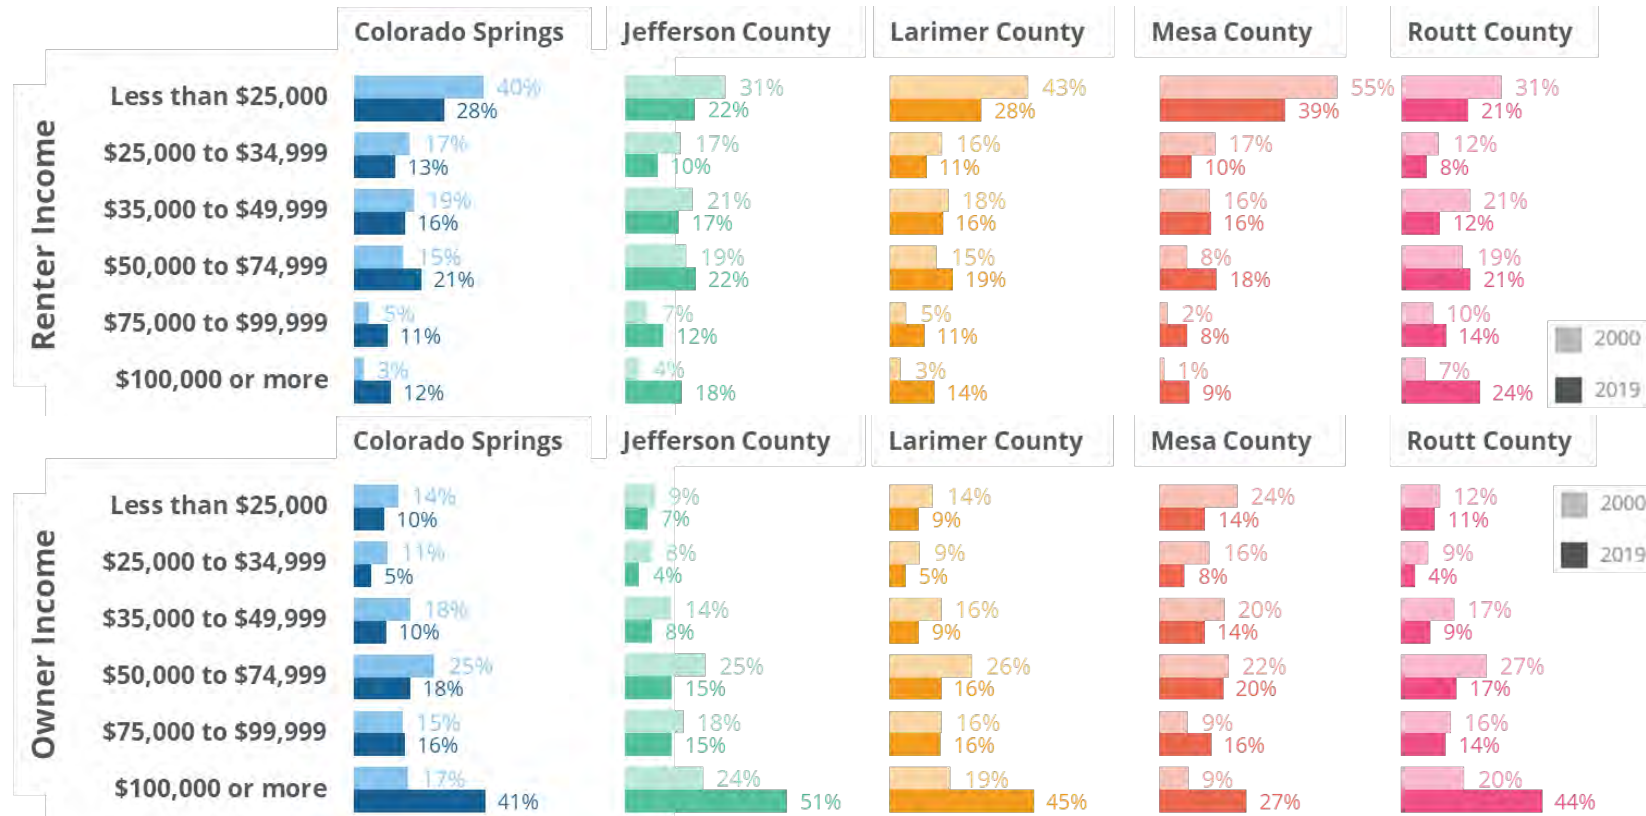 Colorado Springs Jefferson County Larimer County Mesa County Routt County
Renter Income
Less than $25,000 40% 31% 43% 55% 31%
28% 22% 28% 39% 21%
$25,000 to $34,999 17% 17% 16% 17% 12%
13% 10% 11% 10% 8%
$35,000 to $49,999 19% 21% 18% 16% 21%
16% 17% 16% 16% 12%
$50,000 to $74,999 15% 19% 15% 8% 19%
21% 22% 19% 18% 21%
$75,000 to $99,999 5% 7% 5% 2% 10%
11% 12% 11% 8% 14%
$100,000 or more 3% 4% 3% 1% 7%
12% 18% 14% 9% 24%
2000
2019
Colorado Springs Jefferson County Larimer County Mesa County Routt County
Owner Income
Less than $25,000 14% 9% 14% 24% 12%
10% 7% 9% 14% 11%
$25,000 to $34,999 11% 8% 9% 16% 9%
5% 4% 5% 8% 4%
$35,000 to $49,999 18% 14% 16% 20% 17%
10% 8% 9% 14% 9%
$50,000 to $74,999 25% 25% 26% 22% 27%
18% 15% 16% 20% 17%
$75,000 to $99,999 15% 18% 16% 9% 16%
16% 15% 16% 16% 14%
$100,000 or more 17% 24% 19% 9% 20%
41% 51% 45% 27% 44%
2000
2019